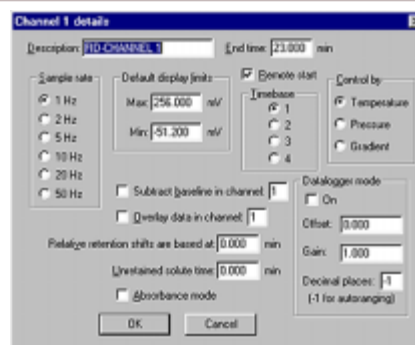 Channel 1 details
Description: FID-CHANNEL 1 End time: 23.000 min
Sample rate
1 Hz
2 Hz
5 Hz
10 Hz
20 Hz
50 Hz
Default display limits
Max: 256.000 mV
Min: -51.200 mV
Remote start
Timebase
1
2
3
4
Control by
Temperature
Pressure
Gradient
Subtract baseline in channel: 1
Overlay data in channel: 1
Relative retention shifts are based at: 0.000 min
Unretained solute time: 0.000 min
Absorbance mode
Datalogger mode
On
Offset: 0.000
Gain: 1.000
Decimal places: -1
(-1 for autoranging)
OK Cancel